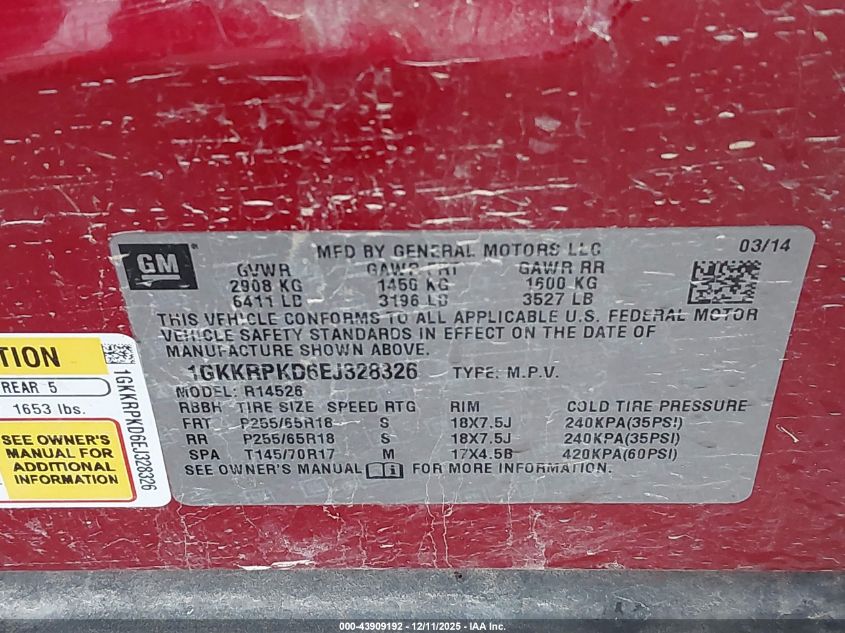 GM
MFD BY GENERAL MOTORS LLC
03/14
GVWR GAWR FRT GAWR RR
2908 KG 1450 KG 1600 KG
6411 LB 3196 LB 3527 LB
THIS VEHICLE CONFORMS TO ALL APPLICABLE U.S. FEDERAL MOTOR
VEHICLE SAFETY STANDARDS IN EFFECT ON THE DATE OF
MANUFACTURE SHOWN ABOVE.
1GKKRPKD6EJ328326 TYPE: M.P.V.
MODEL: R14526
RBBH TIRE SIZE SPEED RTG RIM COLD TIRE PRESSURE
FRT P255/65R18 S 18X7.5J 240KPA(35PSI)
RR P255/65R18 S 18X7.5J 240KPA(35PSI)
SPA T145/70R17 M 17X4.5B 420KPA(60PSI)
SEE OWNER'S MANUAL FOR MORE INFORMATION.
TION
REAR 5
1653 lbs.
SEE OWNER'S
MANUAL FOR
ADDITIONAL
INFORMATION
1GKKRPKD6EJ328326
000-43909192 - 12/11/2025 - IAA Inc.